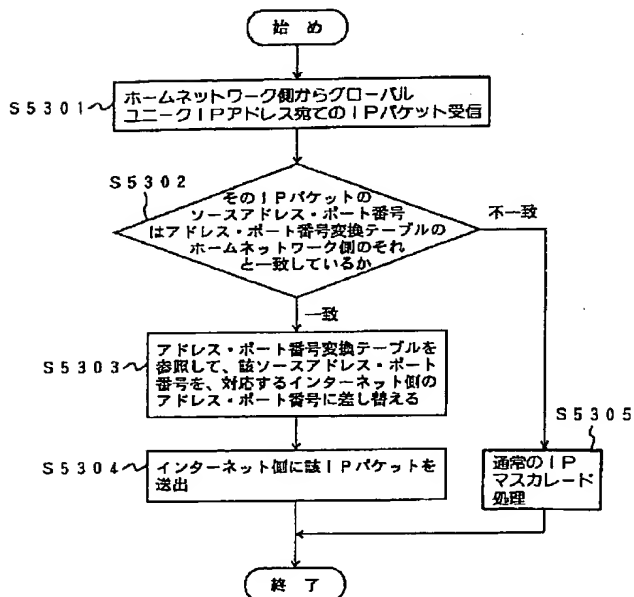 始め
S5301
ホームネットワーク側からグローバル
ユニークIPアドレス宛てのIPパケット受信
S5302
そのIPパケットの
ソースアドレス・ポート番号
はアドレス・ポート番号変換テーブルの
ホームネットワーク側のそれ
と一致しているか
不一致
一致
S5303
アドレス・ポート番号変換テーブルを
参照して、該ソースアドレス・ポート
番号を、対応するインターネット側の
アドレス・ポート番号に差し替える
S5304
インターネット側に該IPパケットを
送出
S5305
通常のIP
マスカレード
処理
終了